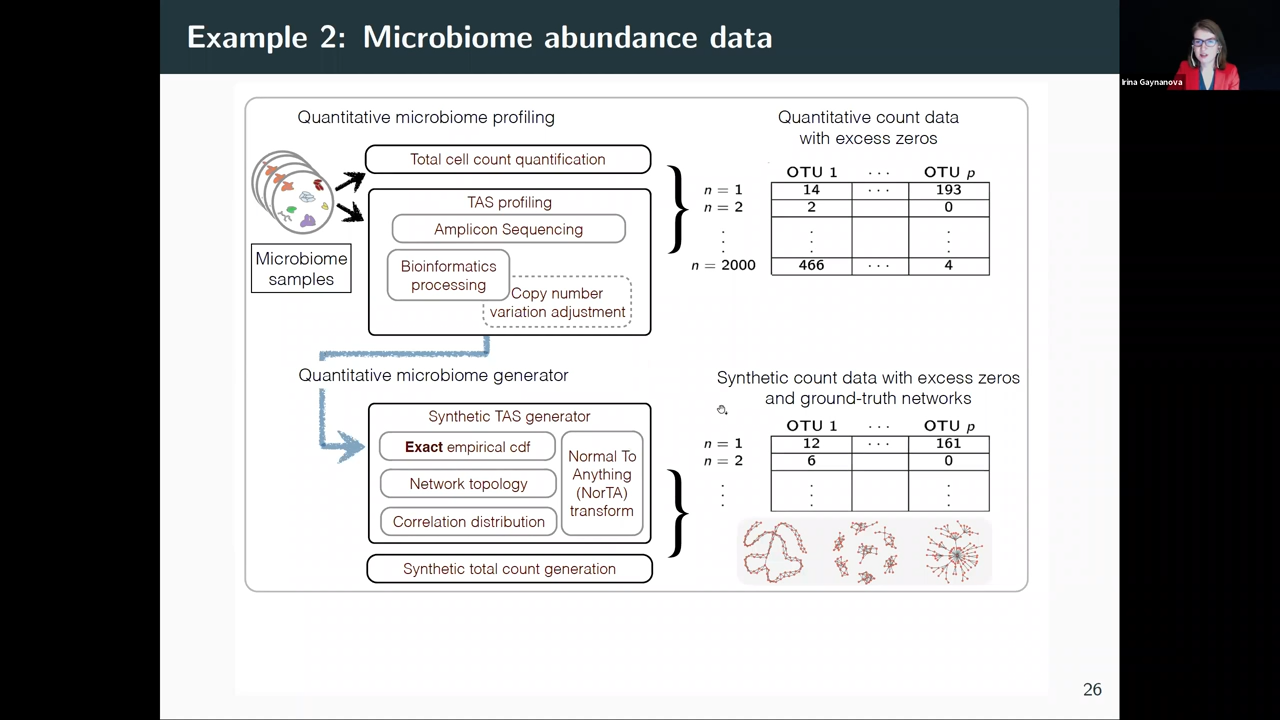 Example 2: Microbiome abundance data
Irina Gaynanova
Quantitative microbiome profiling
Microbiome
samples
Total cell count quantification
TAS profiling
Amplicon Sequencing
Bioinformatics
processing
Copy number
variation adjustment
Quantitative count data
with excess zeros
OTU 1 · · · OTU p
n = 1 14 · · · 193
n = 2 2 0
n = 2000 466 · · · 4
Quantitative microbiome generator
Synthetic TAS generator
Exact empirical cdf
Network topology
Correlation distribution
Normal To
Anything
(NorTA)
transform
Synthetic total count generation
Synthetic count data with excess zeros
and ground-truth networks
OTU 1 · · · OTU p
n = 1 12 · · · 161
n = 2 6 0
26